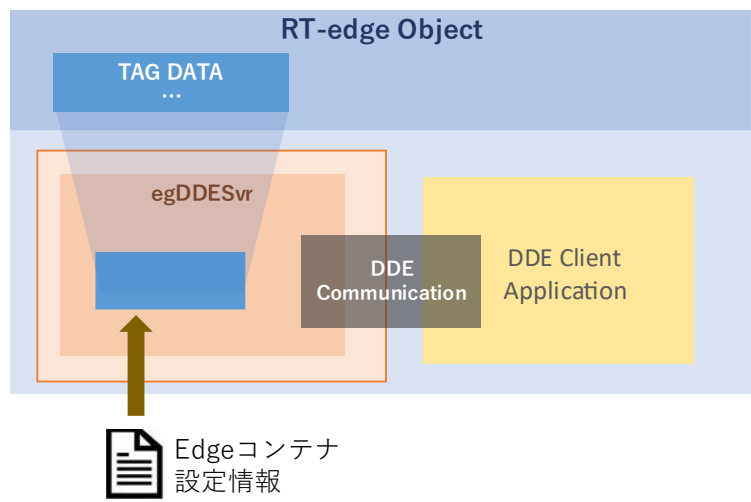 RT-edge Object
TAG DATA
...
egDDESvr
DDE
Communication
DDE Client
Application
Edgeコンテナ
設定情報